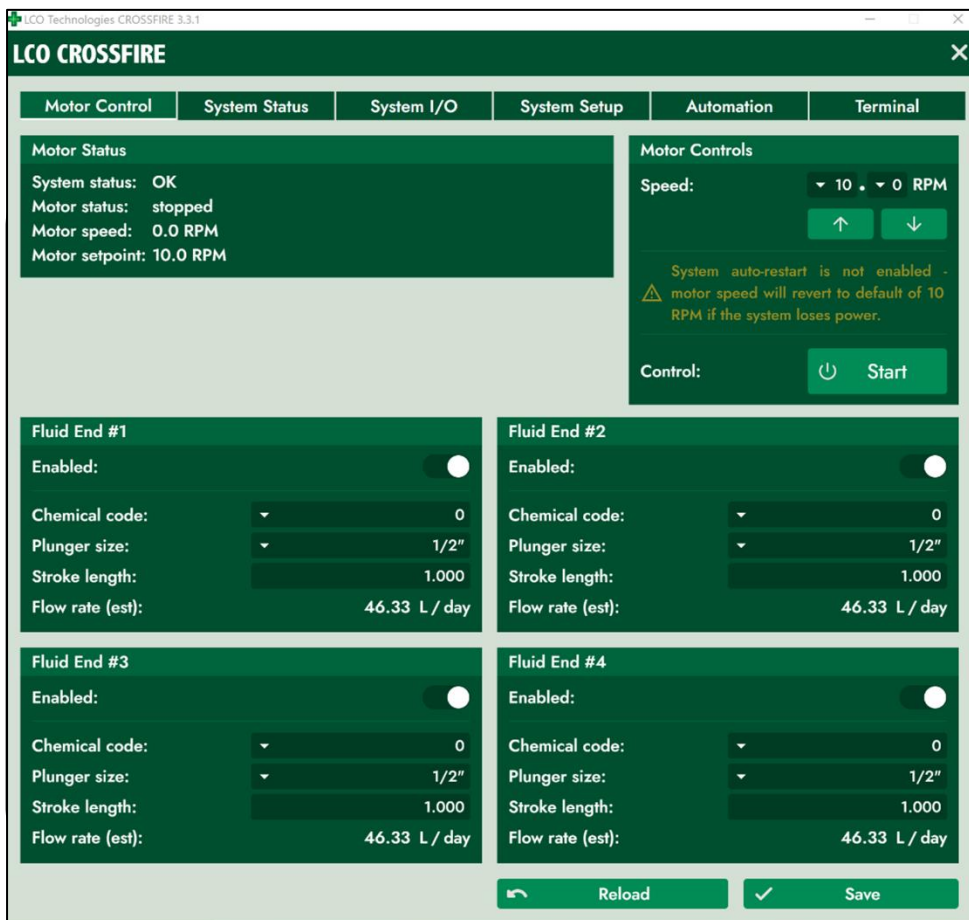 LCO Technologies CROSSFIRE 3.3.1
LCO CROSSFIRE
Motor Control System Status System I/O System Setup Automation Terminal
Motor Status
System status: OK
Motor status: stopped
Motor speed: 0.0 RPM
Motor setpoint: 10.0 RPM
Motor Controls
Speed: 10 . 0 RPM
System auto-restart is not enabled -
motor speed will revert to default of 10
RPM if the system loses power.
Control: Start
Fluid End #1
Enabled:
Chemical code: 0
Plunger size: 1/2"
Stroke length: 1.000
Flow rate (est): 46.33 L / day
Fluid End #2
Enabled:
Chemical code: 0
Plunger size: 1/2"
Stroke length: 1.000
Flow rate (est): 46.33 L / day
Fluid End #3
Enabled:
Chemical code: 0
Plunger size: 1/2"
Stroke length: 1.000
Flow rate (est): 46.33 L / day
Fluid End #4
Enabled:
Chemical code: 0
Plunger size: 1/2"
Stroke length: 1.000
Flow rate (est): 46.33 L / day
Reload Save